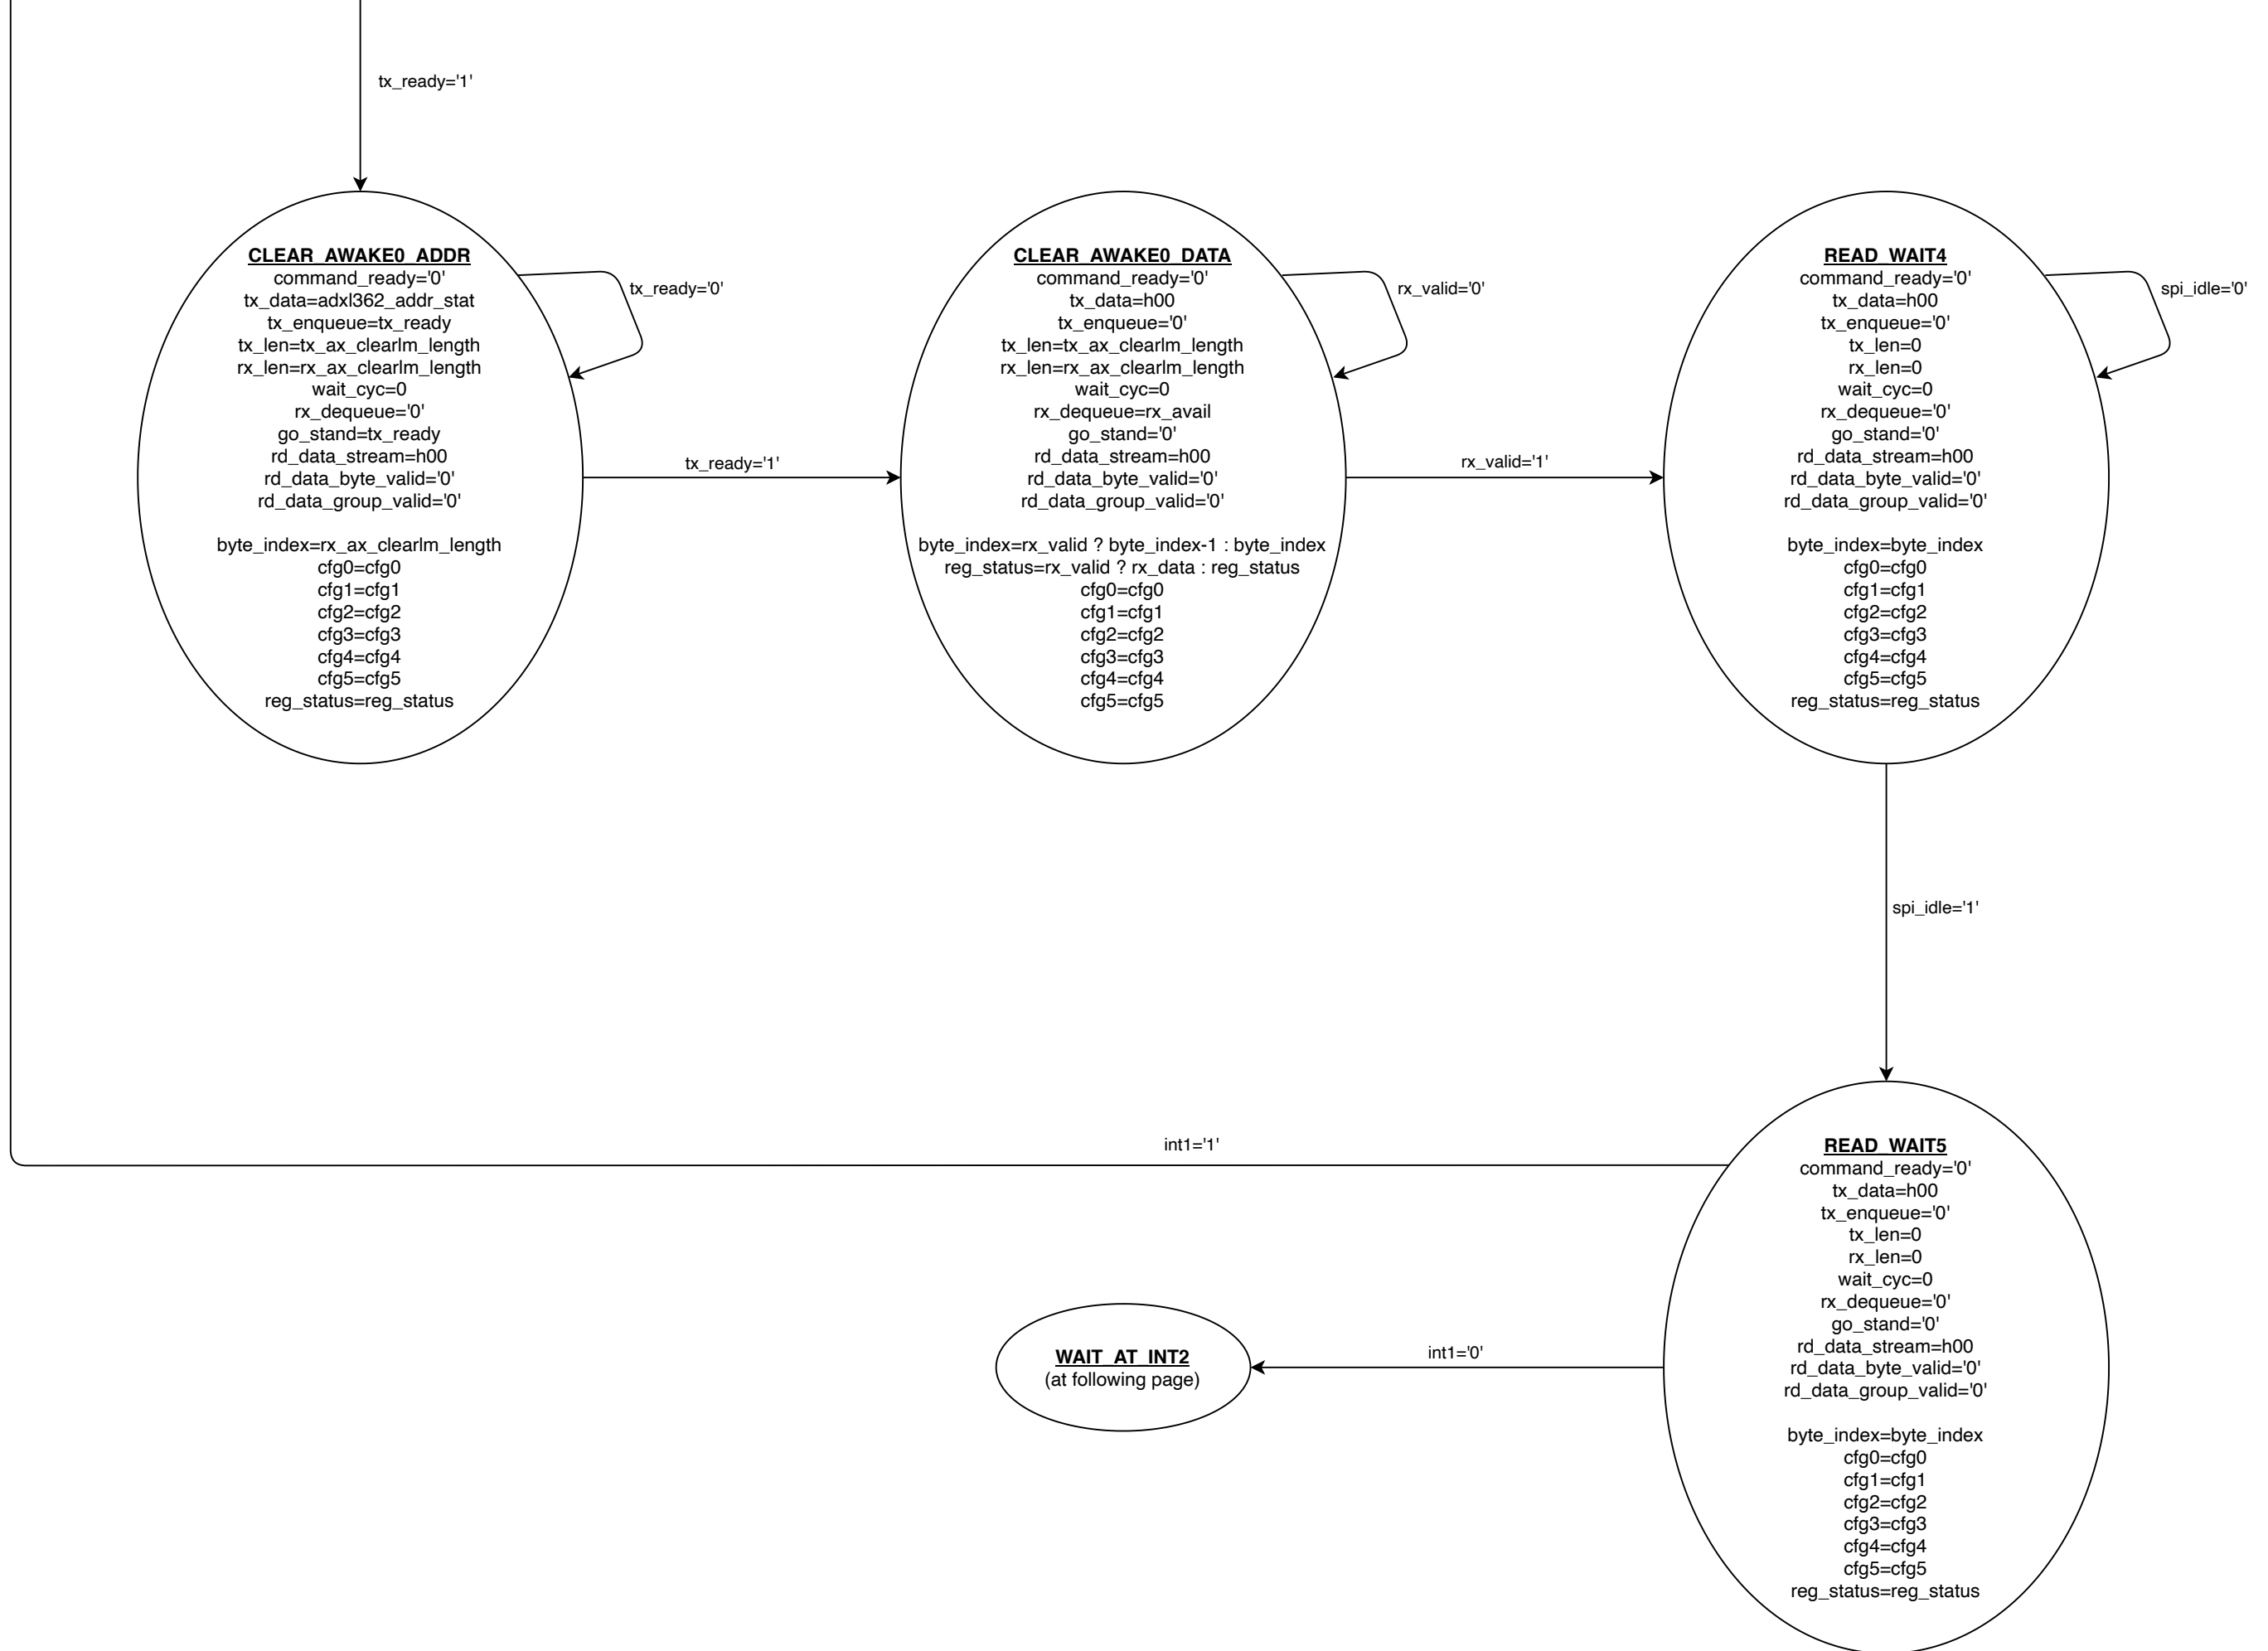 tx_ready='1'
CLEAR_AWAKE0_ADDR
command_ready='0'
tx_data=adxl362_addr_stat
tx_enqueue=tx_ready
tx_len=tx_ax_clearlm_length
rx_len=rx_ax_clearlm_length
wait_cyc=0
rx_dequeue='0'
go_stand=tx_ready
rd_data_stream=h00
rd_data_byte_valid='0'
rd_data_group_valid='0'
byte_index=rx_ax_clearlm_length
cfg0=cfg0
cfg1=cfg1
cfg2=cfg2
cfg3=cfg3
cfg4=cfg4
cfg5=cfg5
reg_status=reg_status
tx_ready='0'
tx_ready='1'
CLEAR_AWAKE0_DATA
command_ready='0'
tx_data=h00
tx_enqueue='0'
tx_len=tx_ax_clearlm_length
rx_len=rx_ax_clearlm_length
wait_cyc=0
rx_dequeue=rx_avail
go_stand='0'
rd_data_stream=h00
rd_data_byte_valid='0'
rd_data_group_valid='0'
byte_index=rx_valid ? byte_index-1 : byte_index
reg_status=rx_valid ? rx_data : reg_status
cfg0=cfg0
cfg1=cfg1
cfg2=cfg2
cfg3=cfg3
cfg4=cfg4
cfg5=cfg5
rx_valid='0'
rx_valid='1'
READ_WAIT4
command_ready='0'
tx_data=h00
tx_enqueue='0'
tx_len=0
rx_len=0
wait_cyc=0
rx_dequeue='0'
go_stand='0'
rd_data_stream=h00
rd_data_byte_valid='0'
rd_data_group_valid='0'
byte_index=byte_index
cfg0=cfg0
cfg1=cfg1
cfg2=cfg2
cfg3=cfg3
cfg4=cfg4
cfg5=cfg5
reg_status=reg_status
spi_idle='0'
spi_idle='1'
int1='1'
READ_WAIT5
command_ready='0'
tx_data=h00
tx_enqueue='0'
tx_len=0
rx_len=0
wait_cyc=0
rx_dequeue='0'
go_stand='0'
rd_data_stream=h00
rd_data_byte_valid='0'
rd_data_group_valid='0'
byte_index=byte_index
cfg0=cfg0
cfg1=cfg1
cfg2=cfg2
cfg3=cfg3
cfg4=cfg4
cfg5=cfg5
reg_status=reg_status
int1='0'
WAIT_AT_INT2
(at following page)